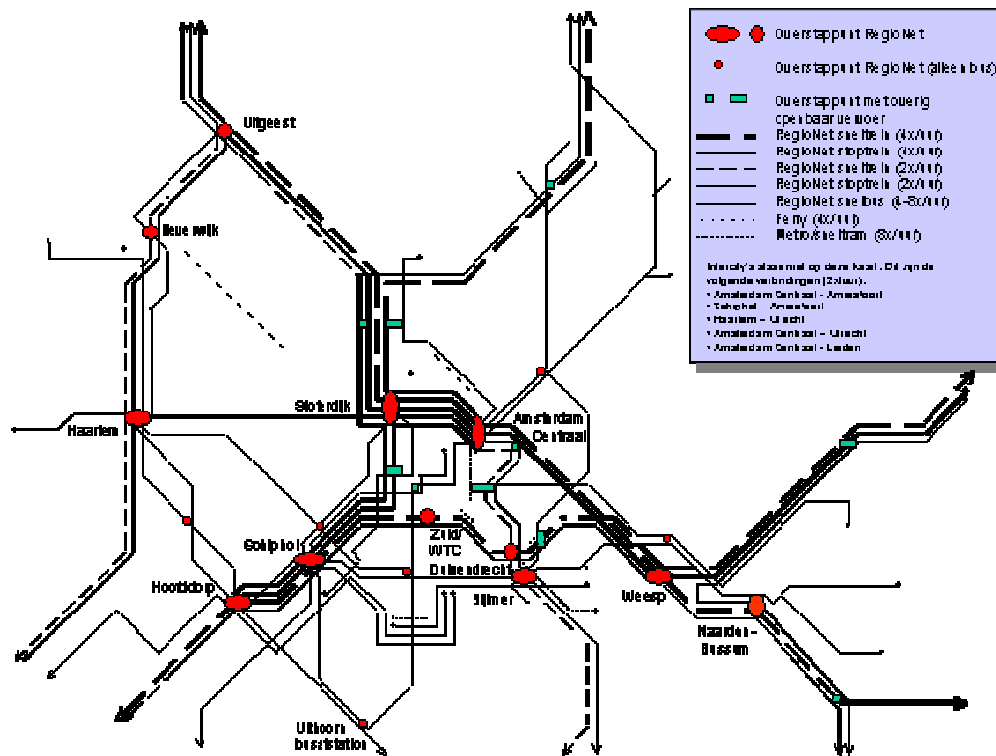 Overstappunt RegioNet
Overstappunt RegioNet (alleen bus)
Overstappunt met overig
openbaar vervoer
RegioNet sneltrein (4x/uur)
RegioNet stoptrein (4x/uur)
RegioNet sneltrein (2x/uur)
RegioNet stoptrein (2x/uur)
RegioNet snelbus (4-8x/uur)
Ferry (4x/uur)
Metro/sneltram (8x/uur)
Intercity's staan niet op deze kaart. Dit zijn de
volgende verbindingen (2x/uur):
• Amsterdam Centraal - Amersfoort
• Schiphol - Amersfoort
• Haarlem - Utrecht
• Amsterdam Centraal - Utrecht
• Amsterdam Centraal - Leiden
Uitgeest
Beverwijk
Sloterdijk
Amsterdam
Centraal
Haarlem
Zuid/
WTC
Schiphol
Duivendrecht
Hoofddorp
Bijlmer
Weesp
Naarden-
Bussum
Uithoorn
busstation